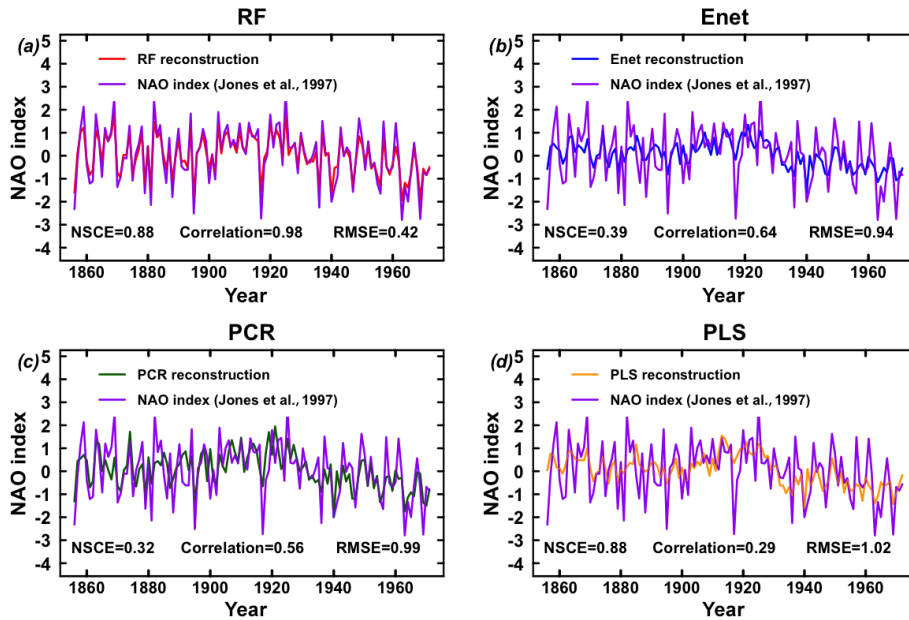 RF
(a)
5
4
3
2
1
0
-1
-2
-3
-4
NAO index
RF reconstruction
NAO index (Jones et al., 1997)
NSCE=0.88 Correlation=0.98 RMSE=0.42
1860 1880 1900 1920 1940 1960
Year
Enet
(b)
5
4
3
2
1
0
-1
-2
-3
-4
NAO index
Enet reconstruction
NAO index (Jones et al., 1997)
NSCE=0.39 Correlation=0.64 RMSE=0.94
1860 1880 1900 1920 1940 1960
Year
PCR
(c)
5
4
3
2
1
0
-1
-2
-3
-4
NAO index
PCR reconstruction
NAO index (Jones et al., 1997)
NSCE=0.32 Correlation=0.56 RMSE=0.99
1860 1880 1900 1920 1940 1960
Year
PLS
(d)
5
4
3
2
1
0
-1
-2
-3
-4
NAO index
PLS reconstruction
NAO index (Jones et al., 1997)
NSCE=0.88 Correlation=0.29 RMSE=1.02
1860 1880 1900 1920 1940 1960
Year